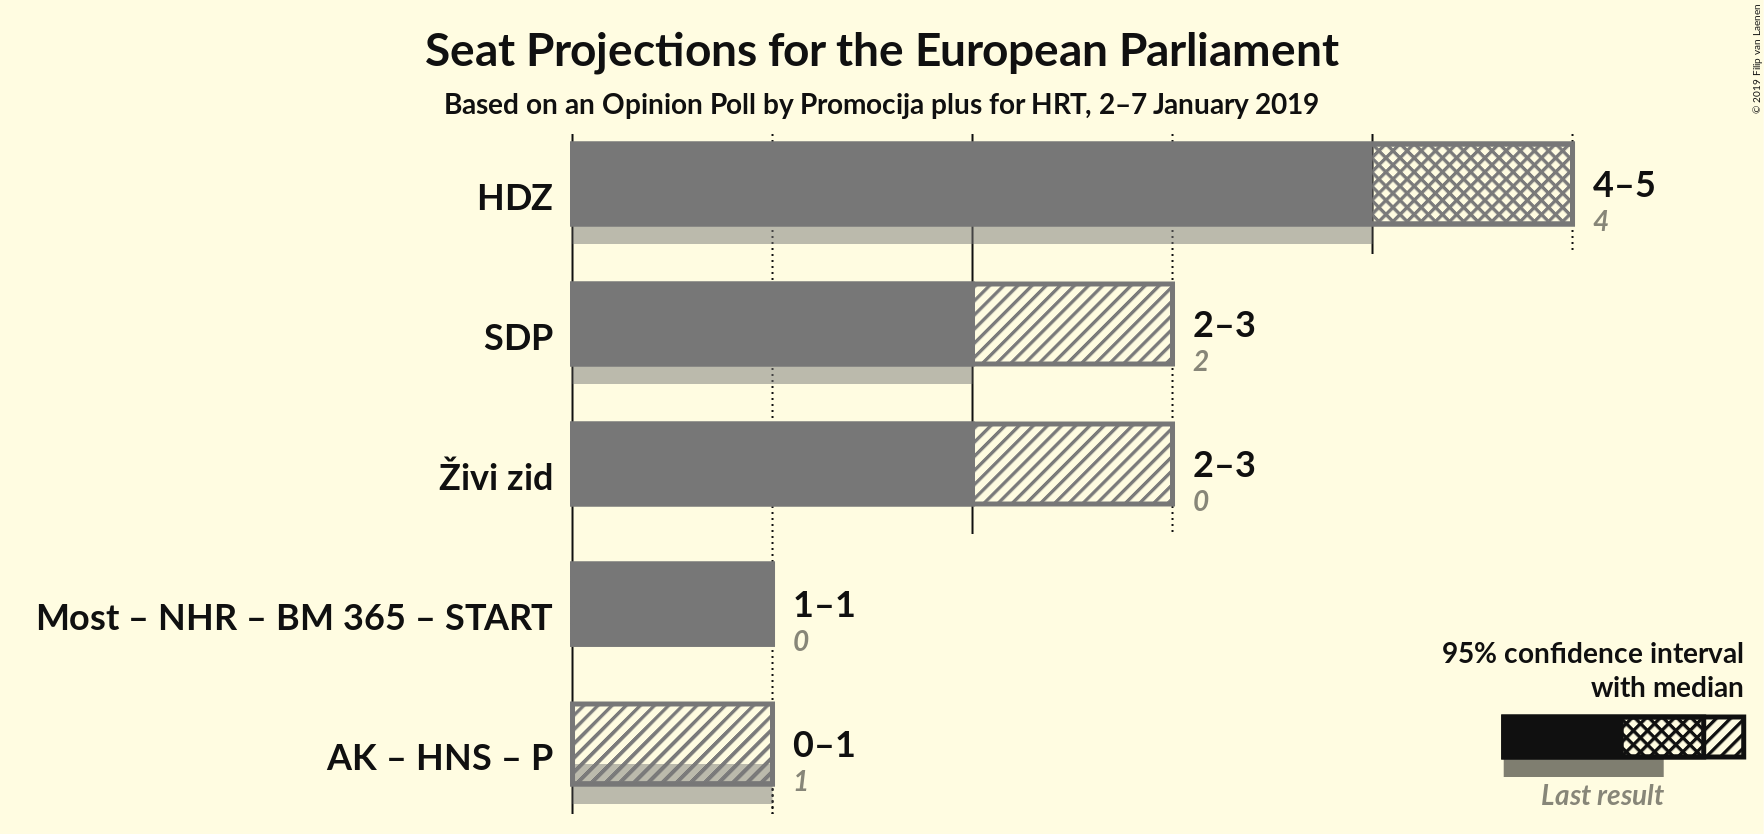 Seat Projections for the European Parliament
Based on an Opinion Poll by Promocija plus for HRT, 2–7 January 2019
© 2019 Filip van Laenen
HDZ
4–5
4
SDP
2–3
2
Živi zid
2–3
0
Most – NHR – BM 365 – START
1–1
0
AK – HNS – P
0–1
1
95% confidence interval
with median
Last result